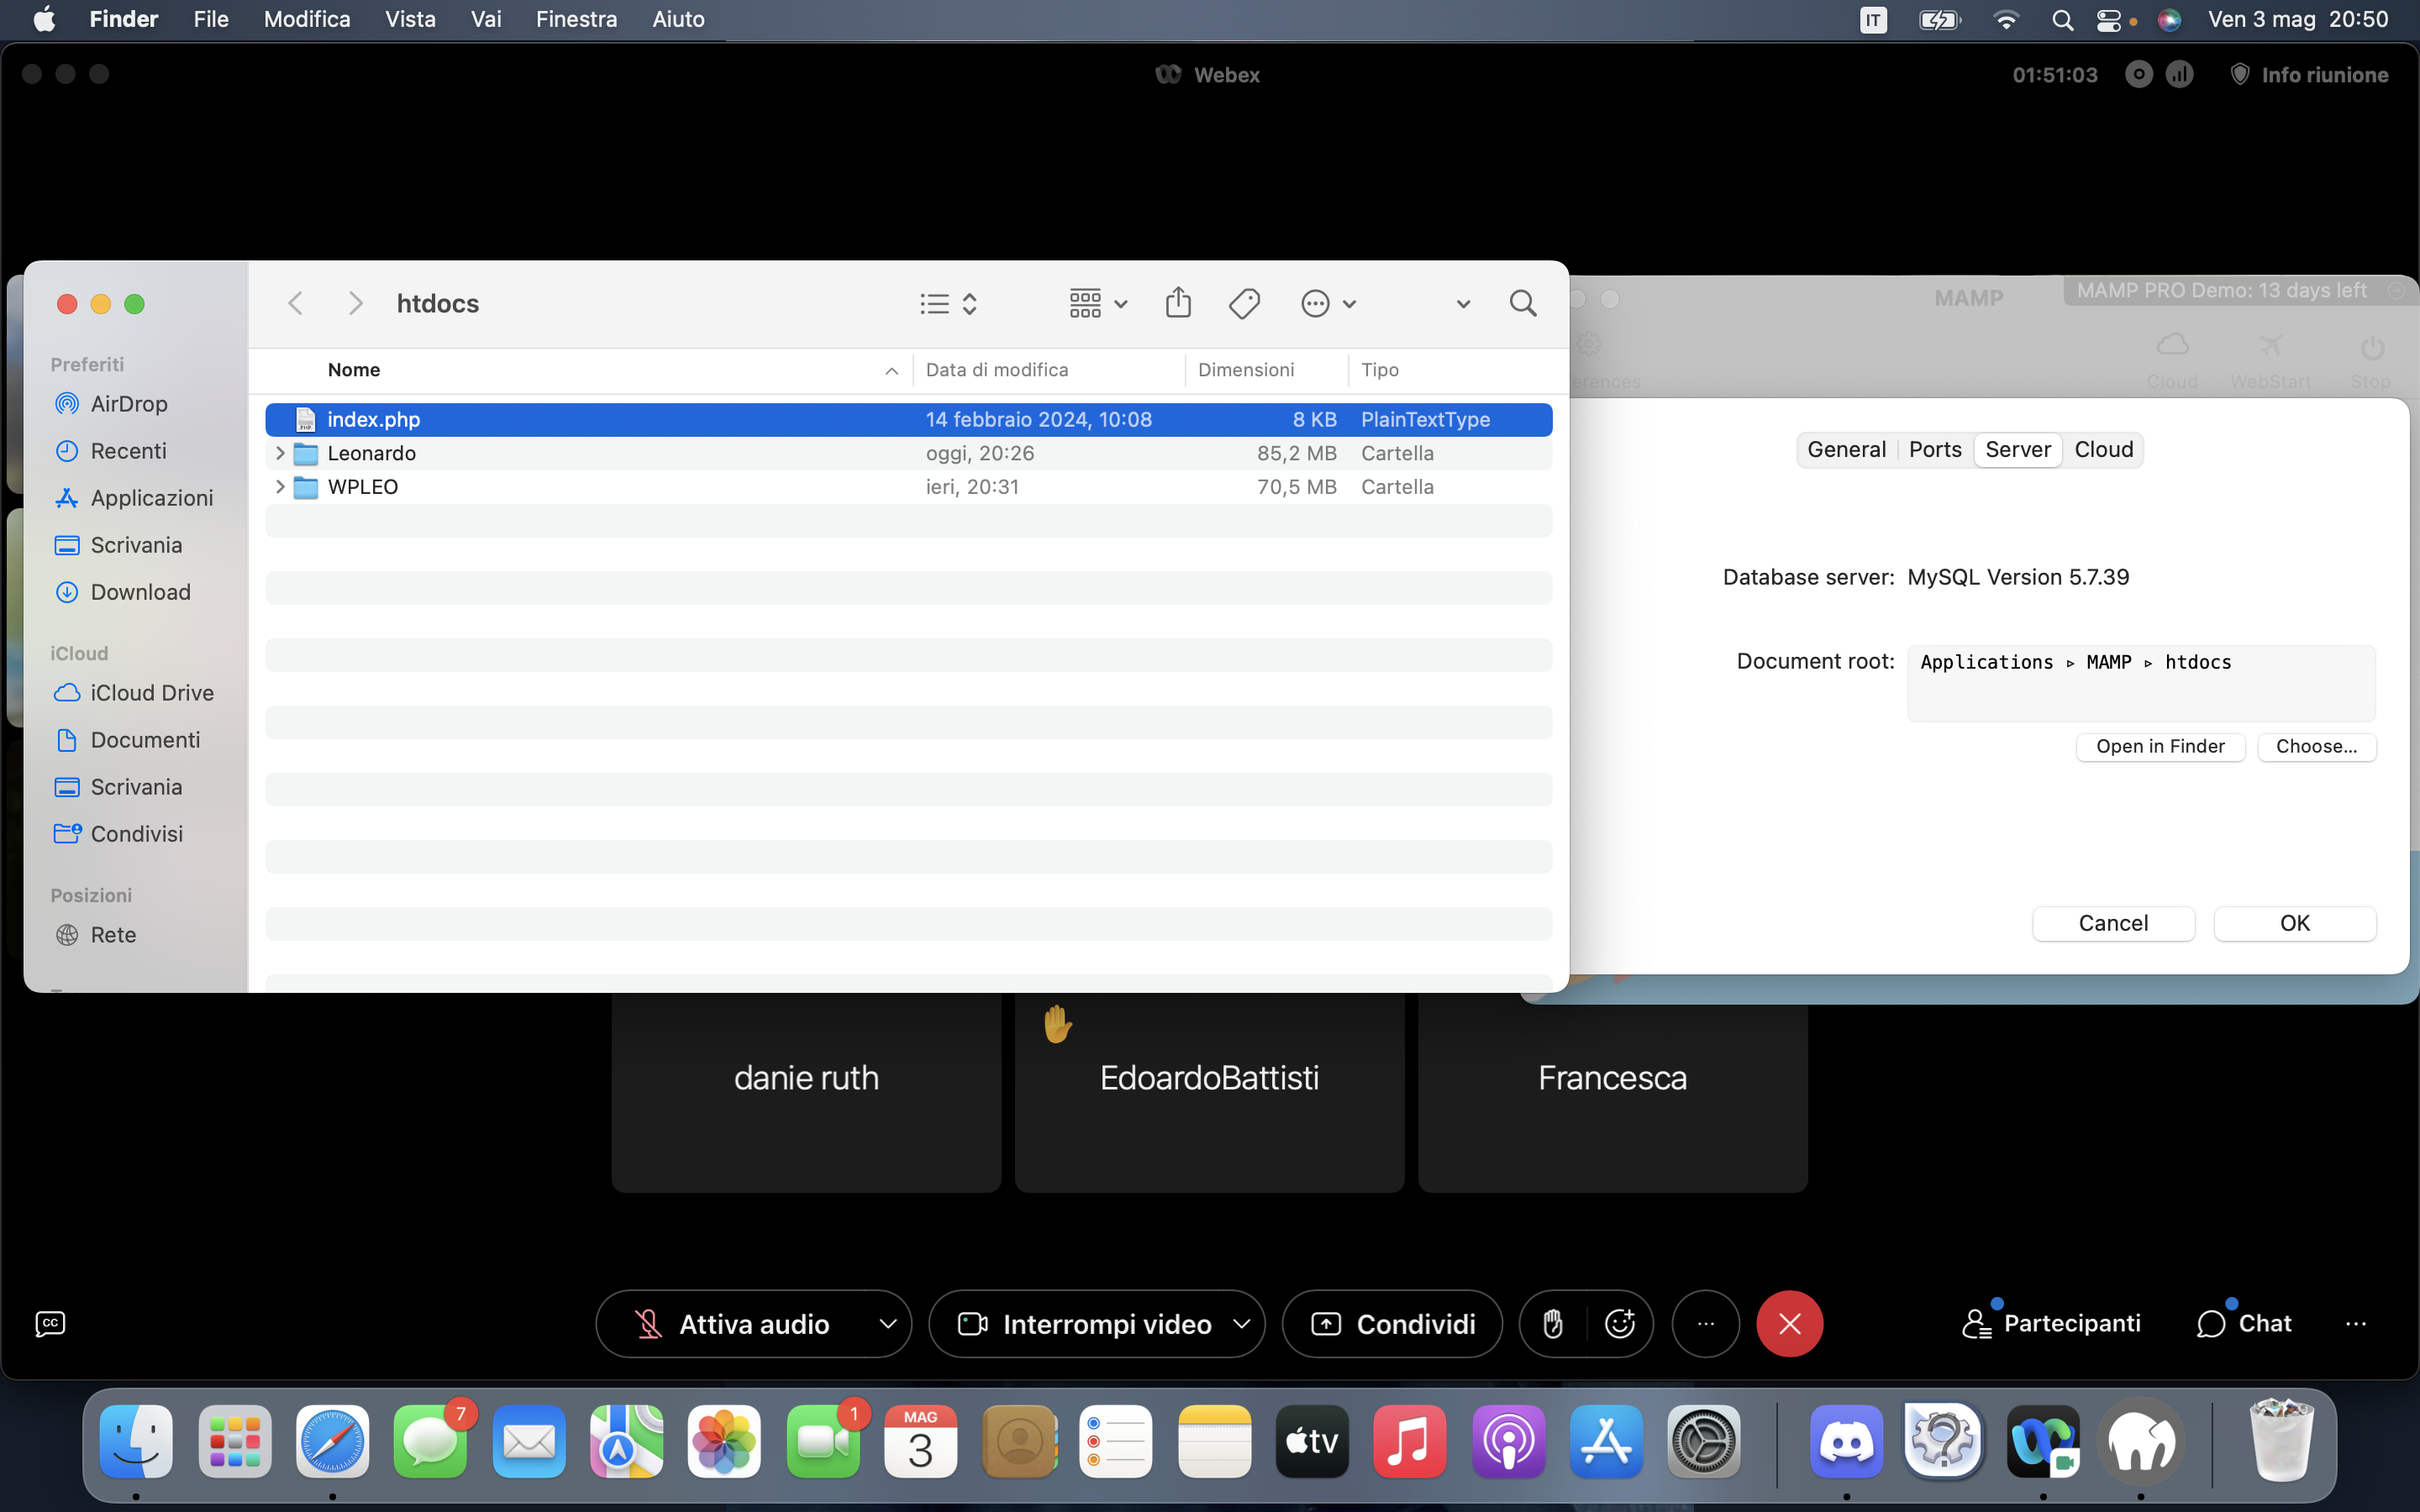 Finder File Modifica Vista Vai Finestra Aiuto IT Ven 3 mag 20:50
Webex 01:51:03 Info riunione
htdocs
Nome Data di modifica Dimensioni Tipo
index.php 14 febbraio 2024, 10:08 8 KB PlainTextType
Leonardo oggi, 20:26 85,2 MB Cartella
WPLEO ieri, 20:31 70,5 MB Cartella
Preferiti
AirDrop
Recenti
Applicazioni
Scrivania
Download
iCloud
iCloud Drive
Documenti
Scrivania
Condivisi
Posizioni
Rete
MAMP MAMP PRO Demo: 13 days left
erences Cloud WebStart Stop
General Ports Server Cloud
Database server: MySQL Version 5.7.39
Document root: Applications ▹ MAMP ▹ htdocs
Open in Finder Choose...
Cancel OK
danie ruth EdoardoBattisti Francesca
CC Attiva audio Interrompi video Condividi Partecipanti Chat
7 1 MAG 3 tv